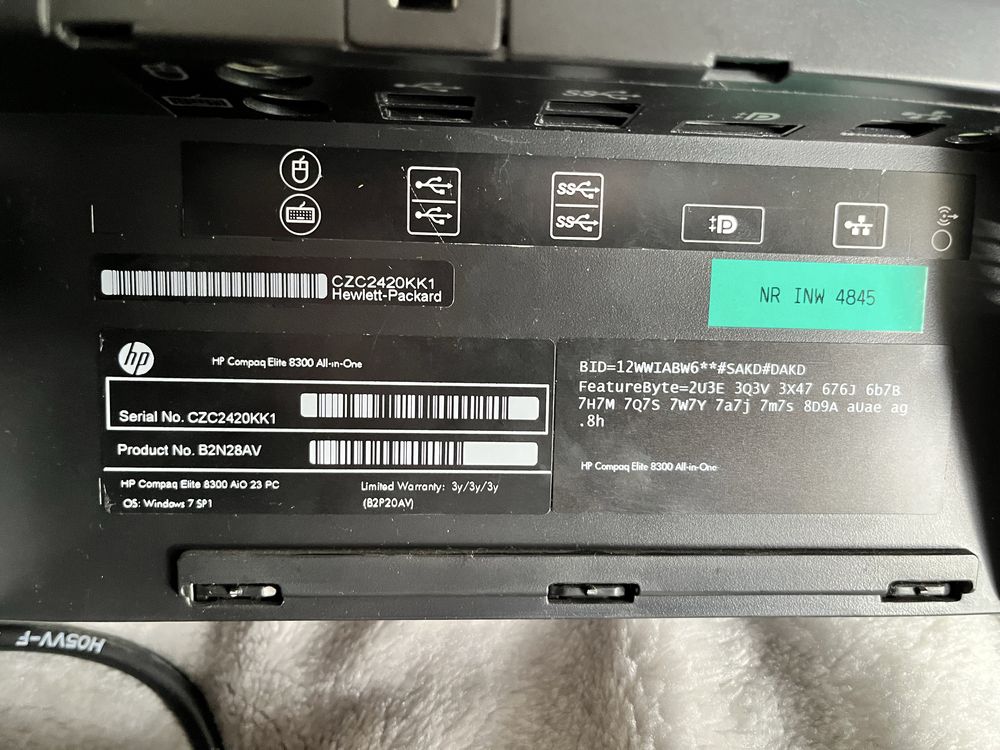 SS
SS
CZC2420KK1
Hewlett-Packard
NR INW 4845
hp
HP Compaq Elite 8300 All-in-One
Serial No. CZC2420KK1
Product No. B2N28AV
HP Compaq Elite 8300 AiO 23 PC
OS: Windows 7 SP1
Limited Warranty: 3y/3y/3y
(B2P20AV)
BID=12WWIABW6**#SAKD#DAKD
FeatureByte=2U3E 3Q3V 3X47 676J 6b7B
7H7M 7Q7S 7W7Y 7a7j 7m7s 8D9A aUae ag
.8h
HP Compaq Elite 8300 All-in-One
H05VV-F